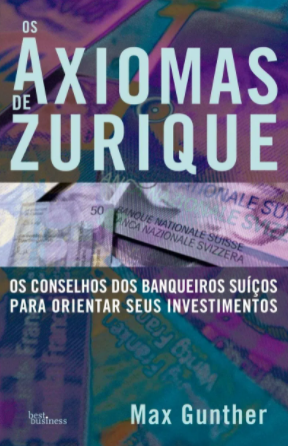 OS
AXIOMAS
DE
ZURIQUE
50
BANQUE NATIONALE SUISSE
BANCA NAZIONALE SVIZZERA
OS CONSELHOS DOS BANQUEIROS SUÍÇOS
PARA ORIENTAR SEUS INVESTIMENTOS
best.
business
Max Gunther